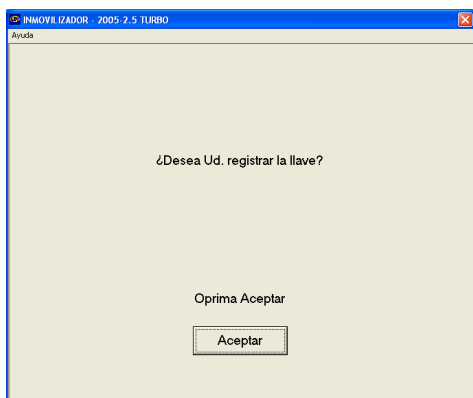 INMOVILIZADOR - 2005-2.5 TURBO
Ayuda
¿Desea Ud. registrar la llave?
Oprima Aceptar
Aceptar